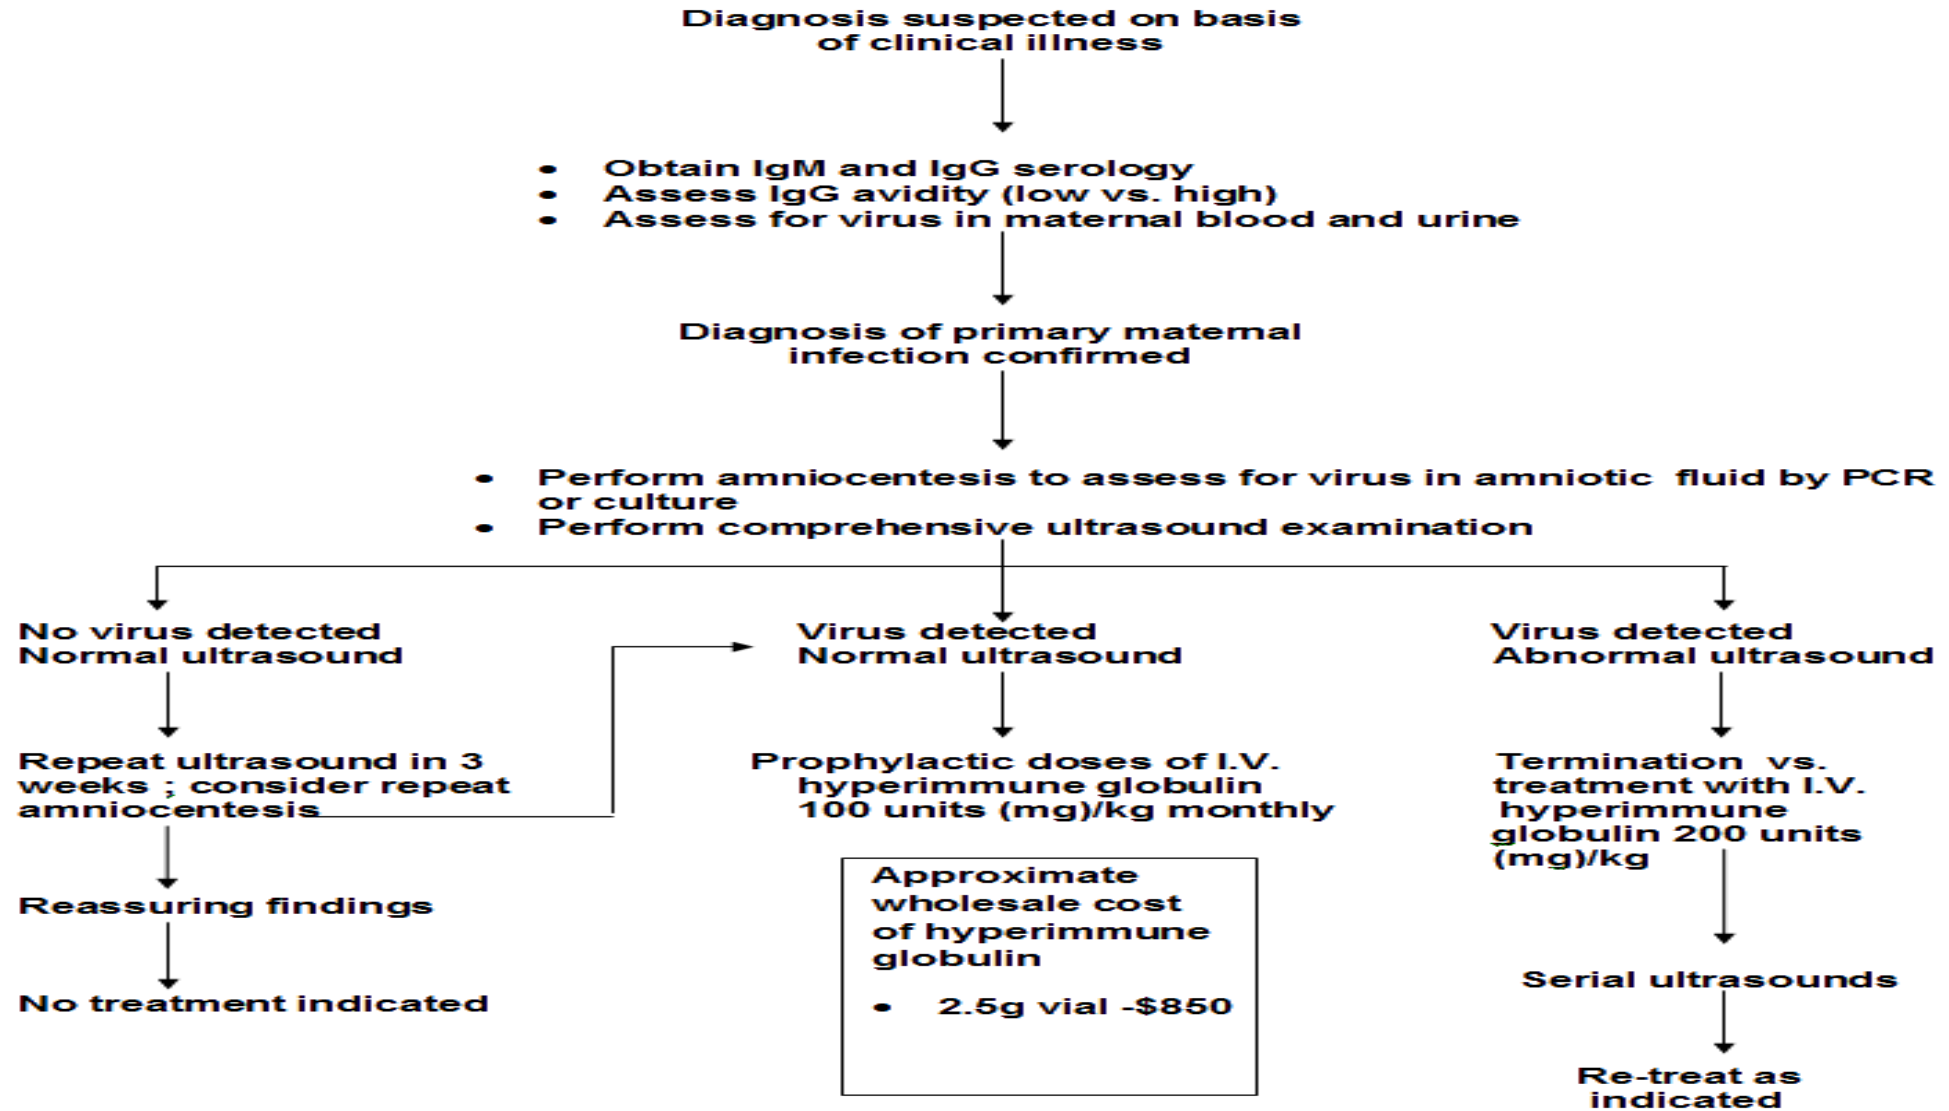 Diagnosis suspected on basis
of clinical illness
• Obtain IgM and IgG serology
• Assess IgG avidity (low vs. high)
• Assess for virus in maternal blood and urine
Diagnosis of primary maternal
infection confirmed
• Perform amniocentesis to assess for virus in amniotic fluid by PCR
or culture
• Perform comprehensive ultrasound examination
No virus detected
Normal ultrasound
Repeat ultrasound in 3
weeks ; consider repeat
amniocentesis
Reassuring findings
No treatment indicated
Virus detected
Normal ultrasound
Prophylactic doses of I.V.
hyperimmune globulin
100 units (mg)/kg monthly
Approximate
wholesale cost
of hyperimmune
globulin
• 2.5g vial -$850
Virus detected
Abnormal ultrasound
Termination vs.
treatment with I.V.
hyperimmune
globulin 200 units
(mg)/kg
Serial ultrasounds
Re-treat as
indicated